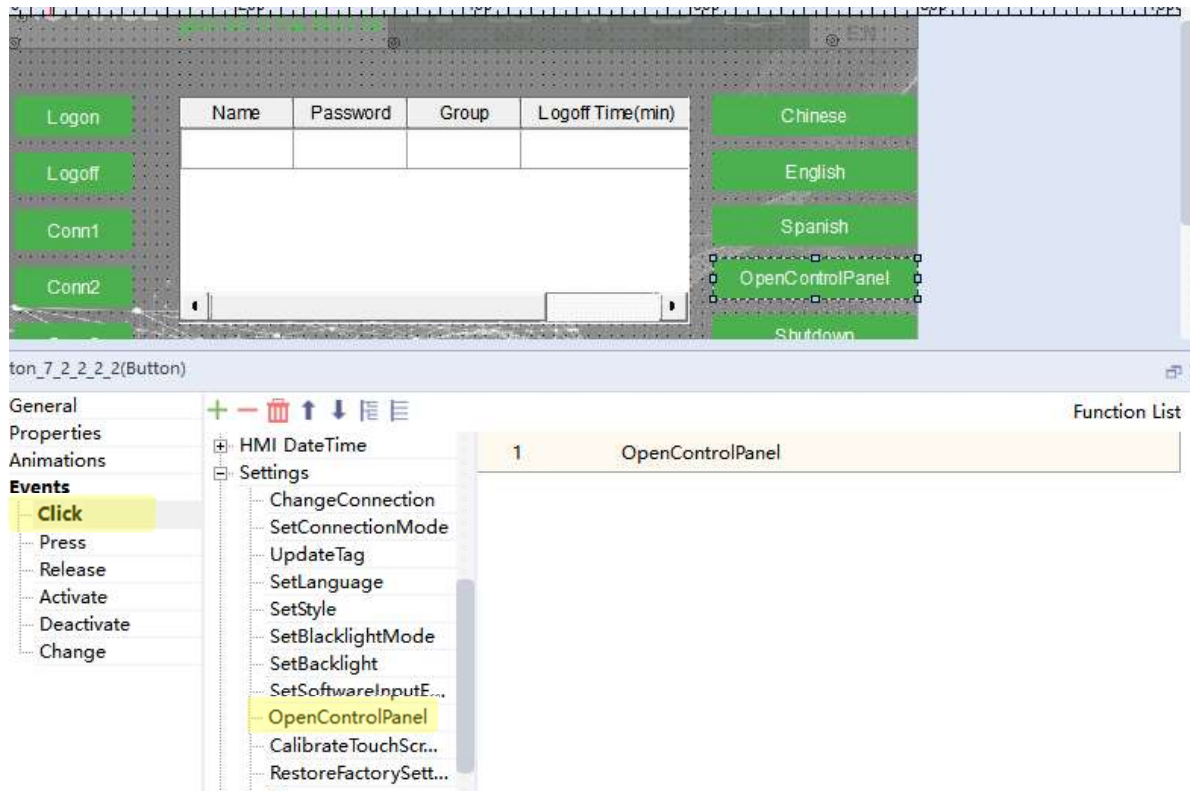 Logon
Logoff
Conn1
Conn2
Name Password Group Logoff Time(min)
Chinese
English
Spanish
OpenControlPanel
Shutdown
ton_7_2_2_2_2(Button)
General
Properties
Animations
Events
Click
Press
Release
Activate
Deactivate
Change
HMI DateTime
Settings
ChangeConnection
SetConnectionMode
UpdateTag
SetLanguage
SetStyle
SetBlacklightMode
SetBacklight
SetSoftwareInputE...
OpenControlPanel
CalibrateTouchScr...
RestoreFactorySett...
Function List
1 OpenControlPanel